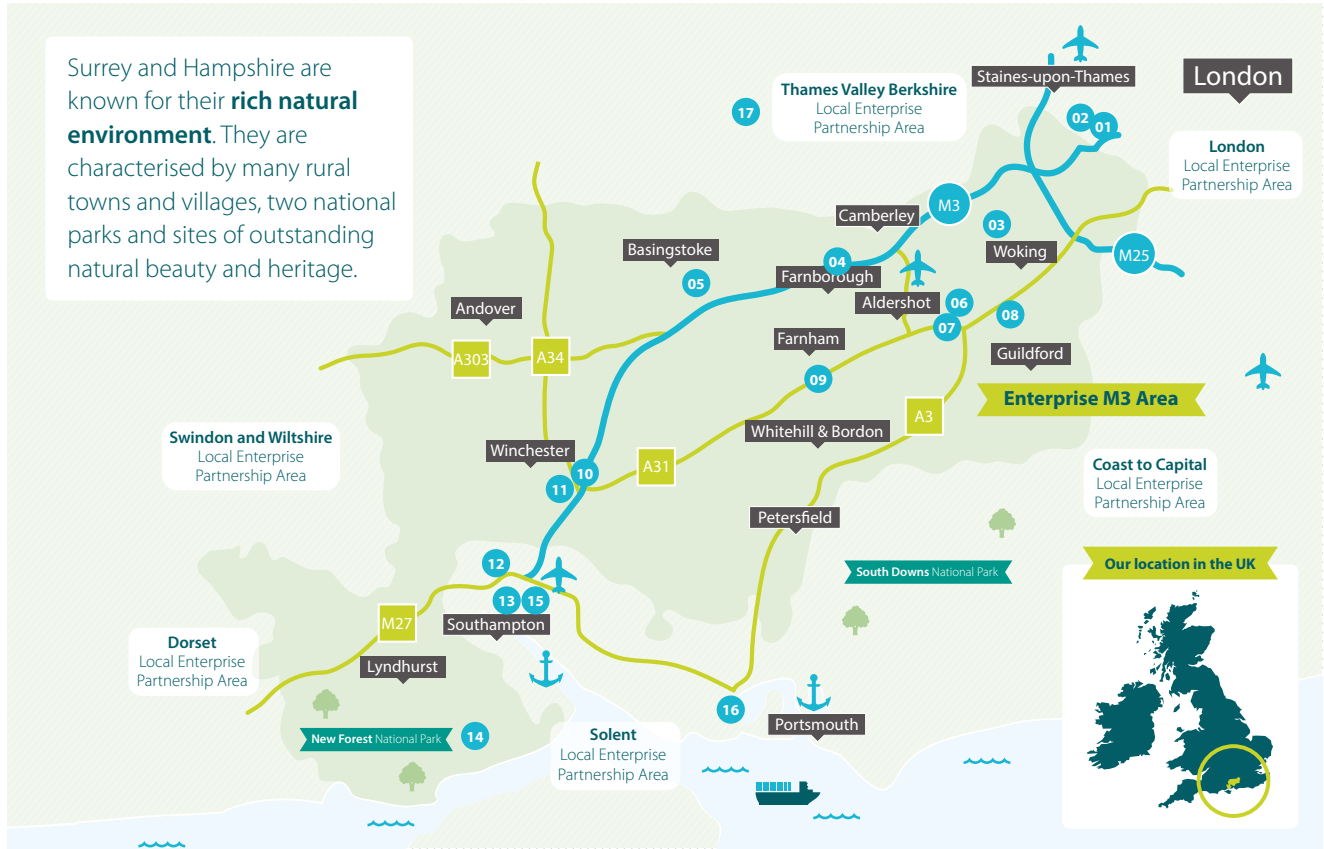 Surrey and Hampshire are
known for their rich natural
environment. They are
characterised by many rural
towns and villages, two national
parks and sites of outstanding
natural beauty and heritage.
Staines-upon-Thames
London
Thames Valley Berkshire
Local Enterprise
Partnership Area
17
02
01
London
Local Enterprise
Partnership Area
M3
Camberley
03
Woking
M25
Basingstoke
04
05
Farnborough
Aldershot
06
07
08
Andover
A303
A34
Farnham
Guildford
09
Enterprise M3 Area
A3
Whitehill & Bordon
Swindon and Wiltshire
Local Enterprise
Partnership Area
Winchester
10
11
A31
Coast to Capital
Local Enterprise
Partnership Area
Petersfield
12
South Downs National Park
Our location in the UK
13
15
M27
Southampton
Dorset
Local Enterprise
Partnership Area
Lyndhurst
16
Portsmouth
New Forest National Park
14
Solent
Local Enterprise
Partnership Area